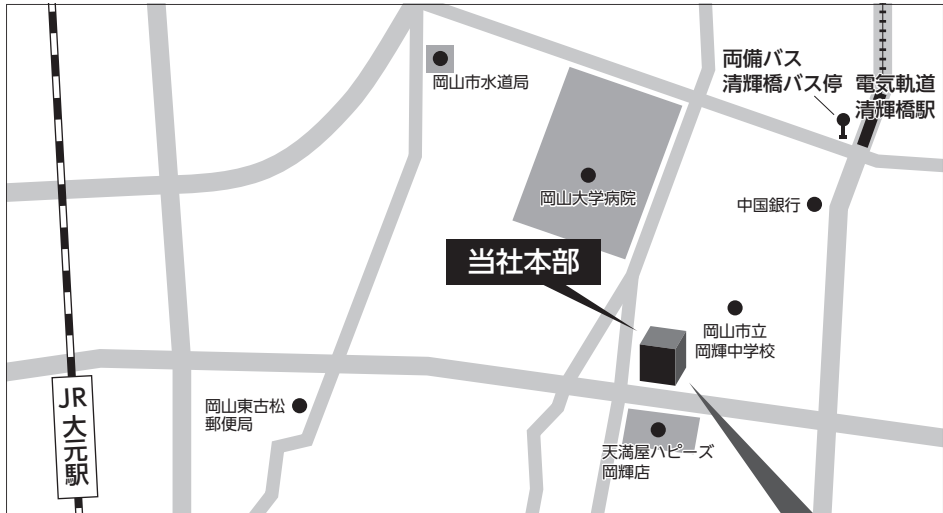 両備バス
清輝橋バス停
電気軌道
清輝橋駅
岡山市水道局
岡山大学病院
中国銀行
当社本部
岡山市立
岡輝中学校
JR
大元駅
岡山東古松
郵便局
天満屋ハピーズ
岡輝店